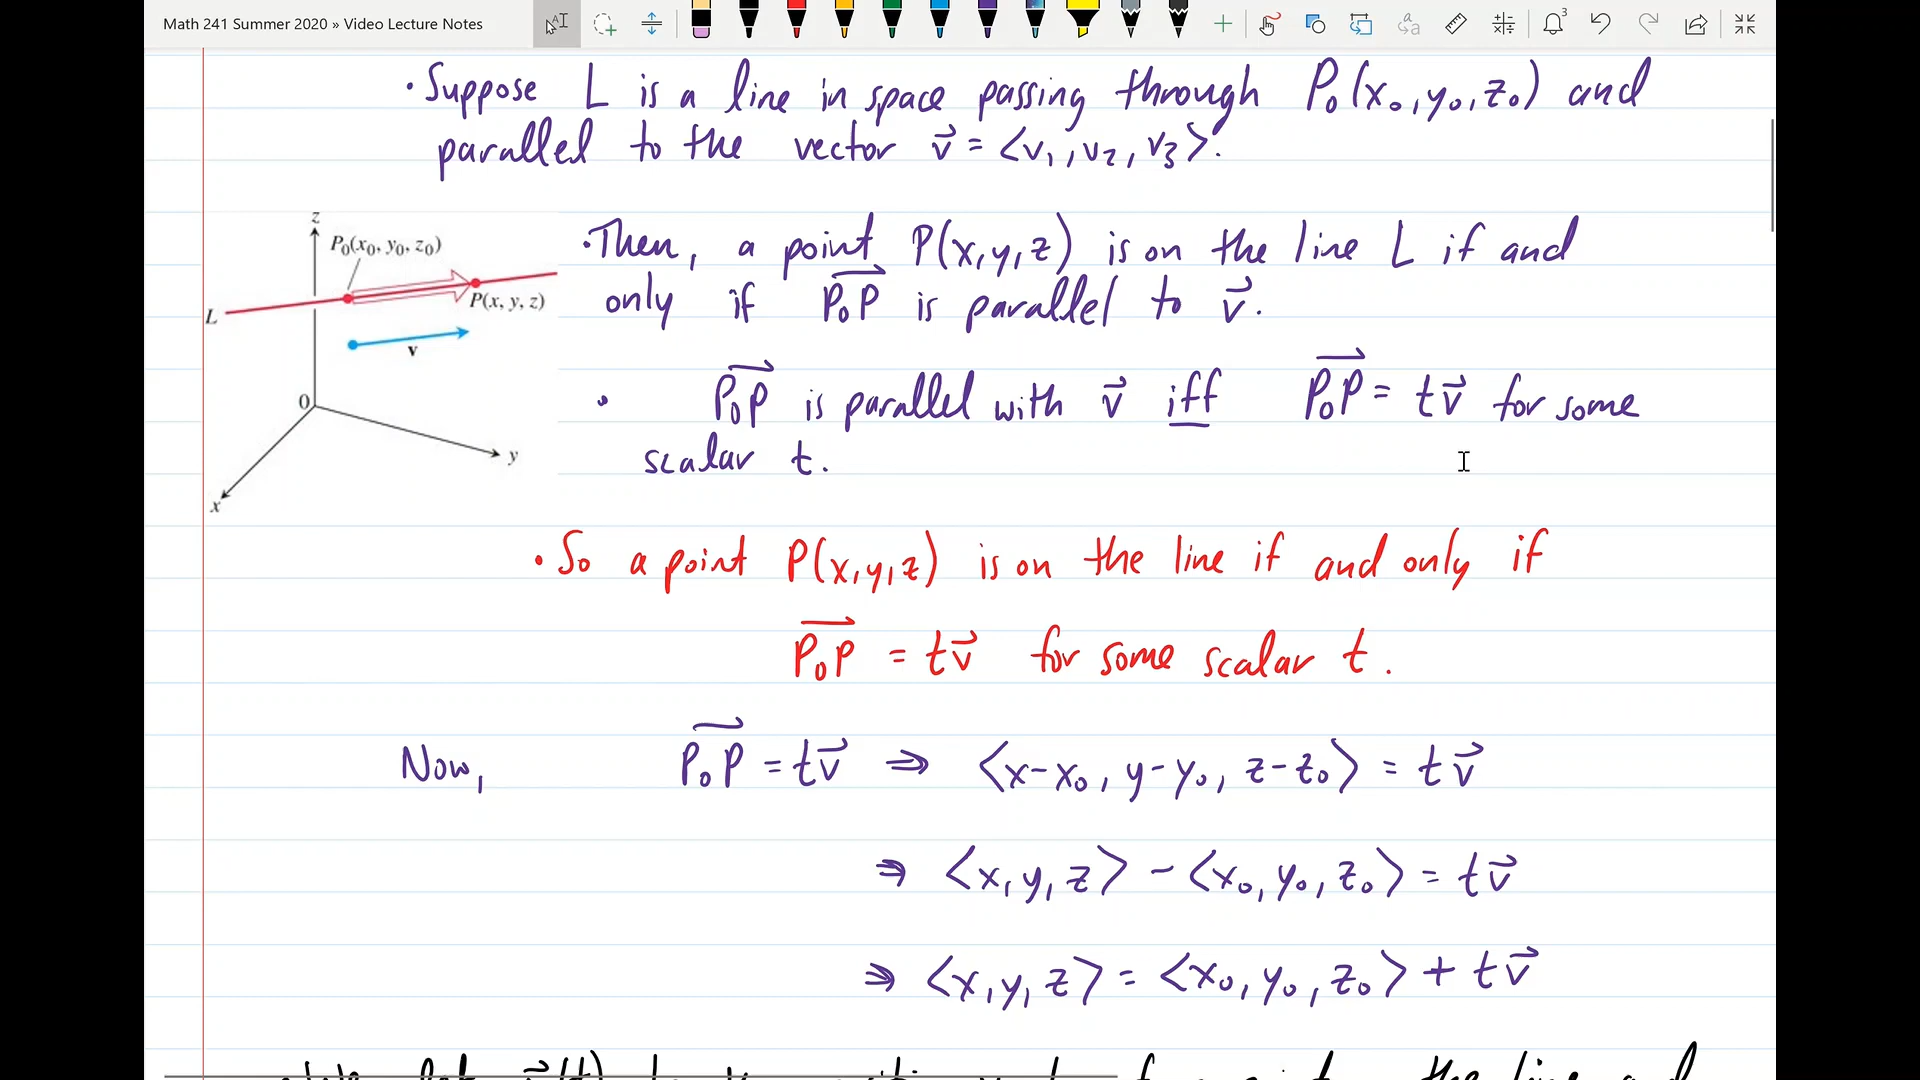 Math 241 Summer 2020 » Video Lecture Notes
3
• Suppose L is a line in space passing through P₀(x₀, y₀, z₀) and
parallel to the vector v⃗ = <v₁, v₂, v₃>.
z
P₀(x₀, y₀, z₀)
P(x, y, z)
L
v
0
y
x
• Then, a point P(x,y,z) is on the line L if and
only if P₀P⃗ is parallel to v⃗.
• P₀P⃗ is parallel with v⃗ iff P₀P⃗ = tv⃗ for some
scalar t.
• So a point P(x,y,z) is on the line if and only if
P₀P⃗ = tv⃗ for some scalar t.
Now, P₀P⃗ = tv⃗ ⇒ <x-x₀, y-y₀, z-z₀> = tv⃗
⇒ <x,y,z> - <x₀,y₀,z₀> = tv⃗
⇒ <x,y,z> = <x₀,y₀,z₀> + tv⃗
the line and